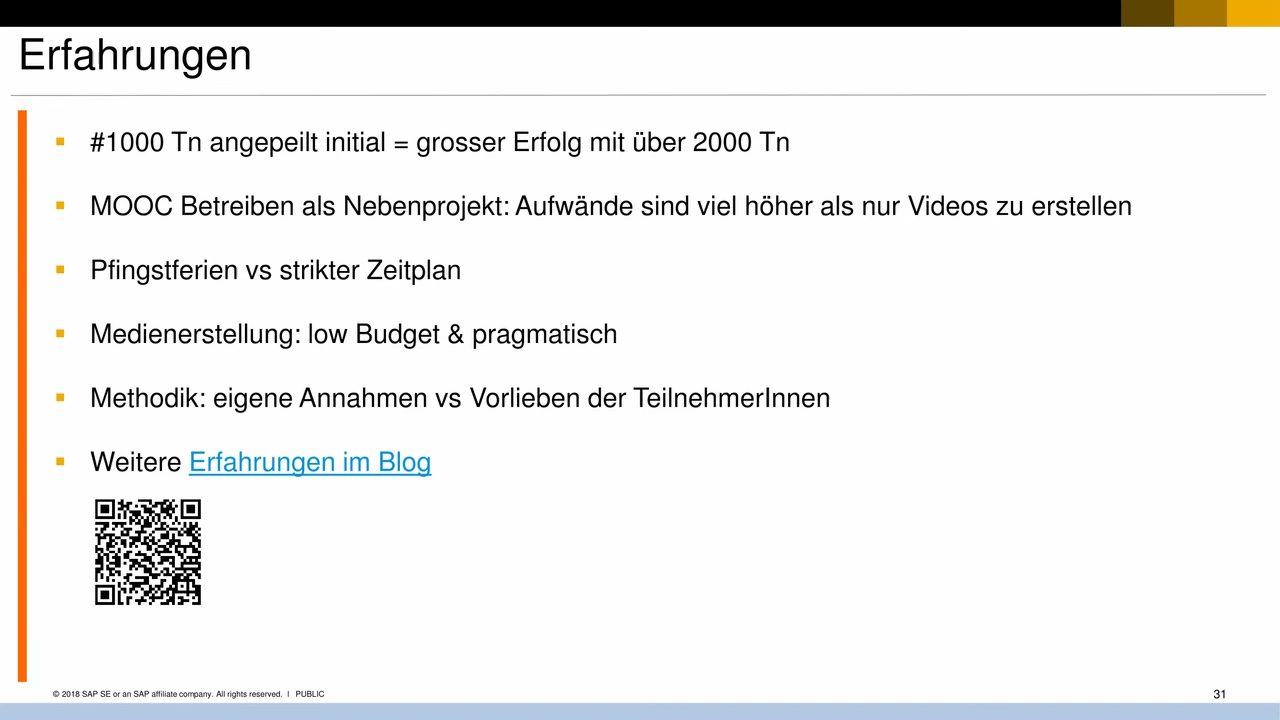 Erfahrungen
#1000 Tn angepeilt initial = grosser Erfolg mit über 2000 Tn
MOOC Betreiben als Nebenprojekt: Aufwände sind viel höher als nur Videos zu erstellen
Pfingstferien vs strikter Zeitplan
Medienerstellung: low Budget & pragmatisch
Methodik: eigene Annahmen vs Vorlieben der TeilnehmerInnen
Weitere Erfahrungen im Blog
© 2018 SAP SE or an SAP affiliate company. All rights reserved. | PUBLIC
31